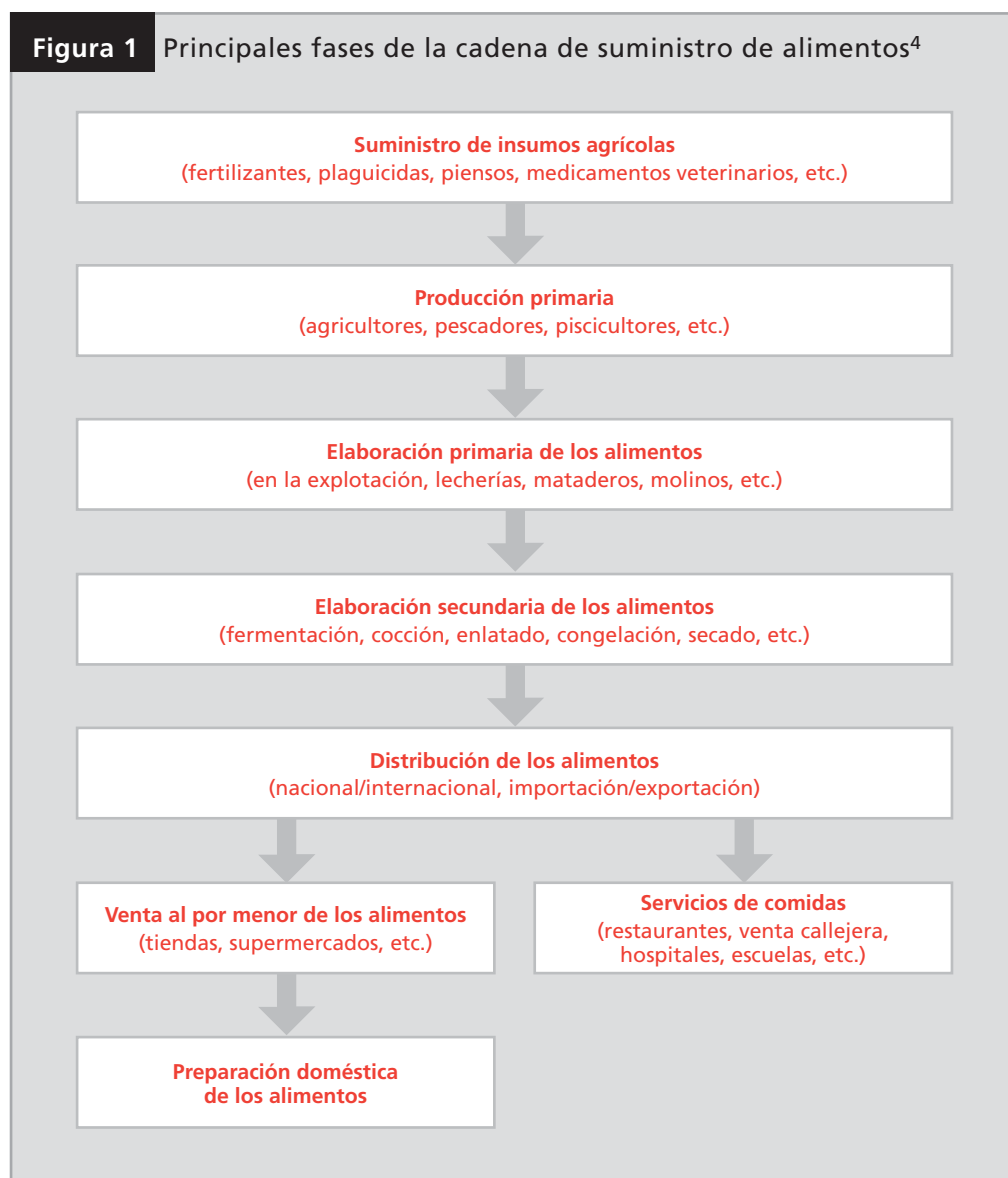 Figura 1 Principales fases de la cadena de suministro de alimentos⁴
Suministro de insumos agrícolas
(fertilizantes, plaguicidas, piensos, medicamentos veterinarios, etc.)
Producción primaria
(agricultores, pescadores, piscicultores, etc.)
Elaboración primaria de los alimentos
(en la explotación, lecherías, mataderos, molinos, etc.)
Elaboración secundaria de los alimentos
(fermentación, cocción, enlatado, congelación, secado, etc.)
Distribución de los alimentos
(nacional/internacional, importación/exportación)
Venta al por menor de los alimentos
(tiendas, supermercados, etc.)
Servicios de comidas
(restaurantes, venta callejera,
hospitales, escuelas, etc.)
Preparación doméstica
de los alimentos